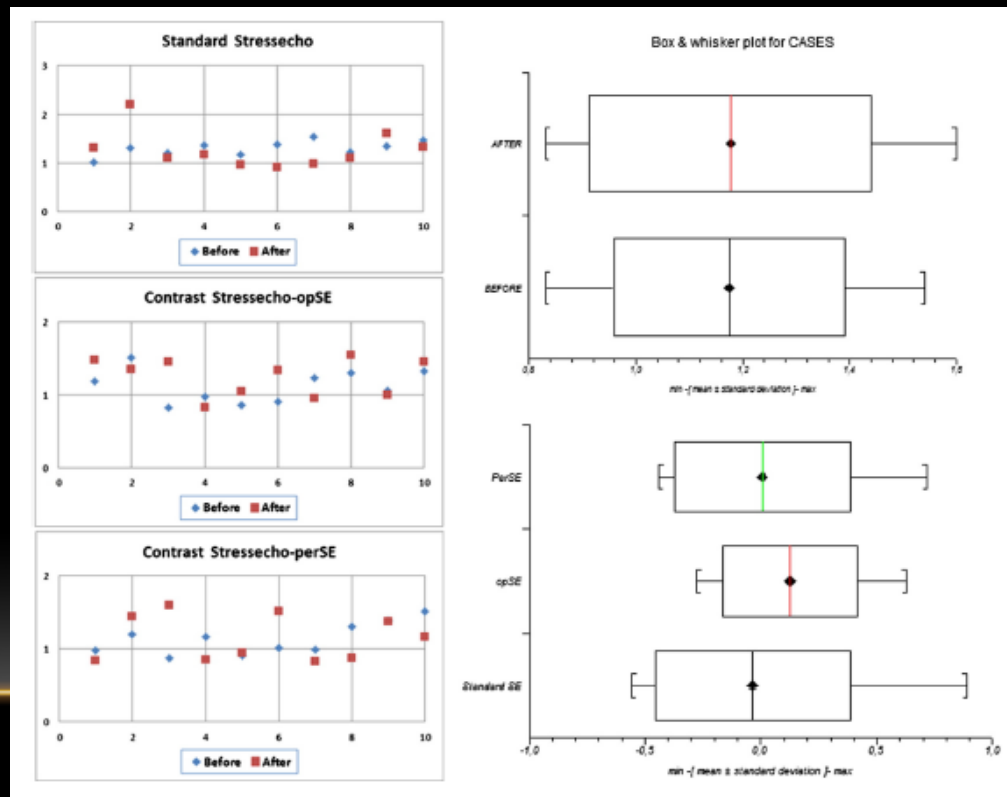 Standard Stressecho
3
2
1
0
0 2 4 6 8 10
Before After
Contrast Stressecho-opSE
2
1
0
0 2 4 6 8 10
Before After
Contrast Stressecho-perSE
2
1
0
0 2 4 6 8 10
Before After
Box & whisker plot for CASES
AFTER
BEFORE
0,8 1,0 1,2 1,4 1,6
min -[ mean ± standard deviation ]- max
PerSE
opSE
Standard SE
-1,0 -0,5 0,0 0,5 1,0
min -[ mean ± standard deviation ]- max